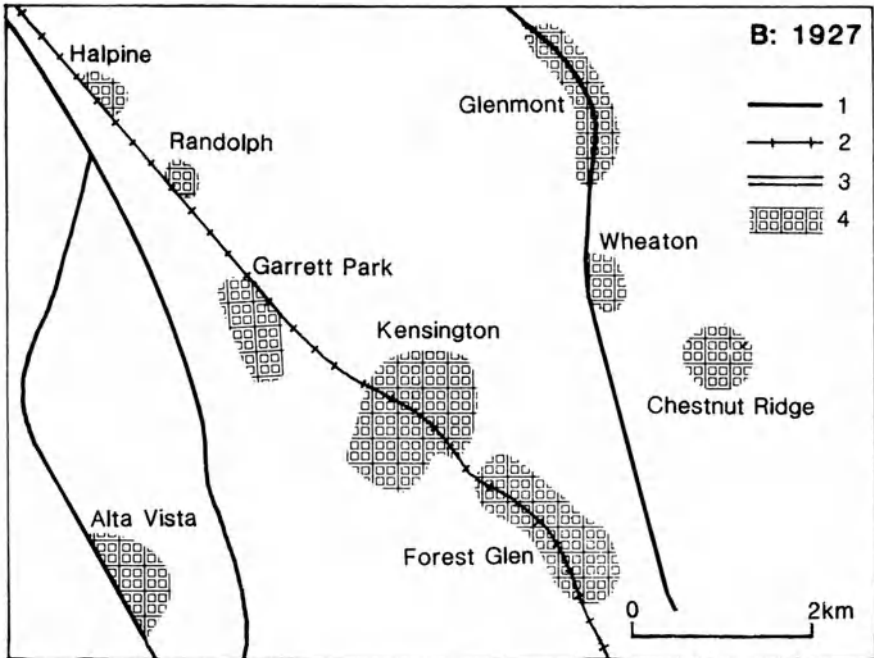 B: 1927
Halpine
Glenmont
1
Randolph
2
3
4
Wheaton
Garrett Park
Kensington
Chestnut Ridge
Alta Vista
Forest Glen
0 2km